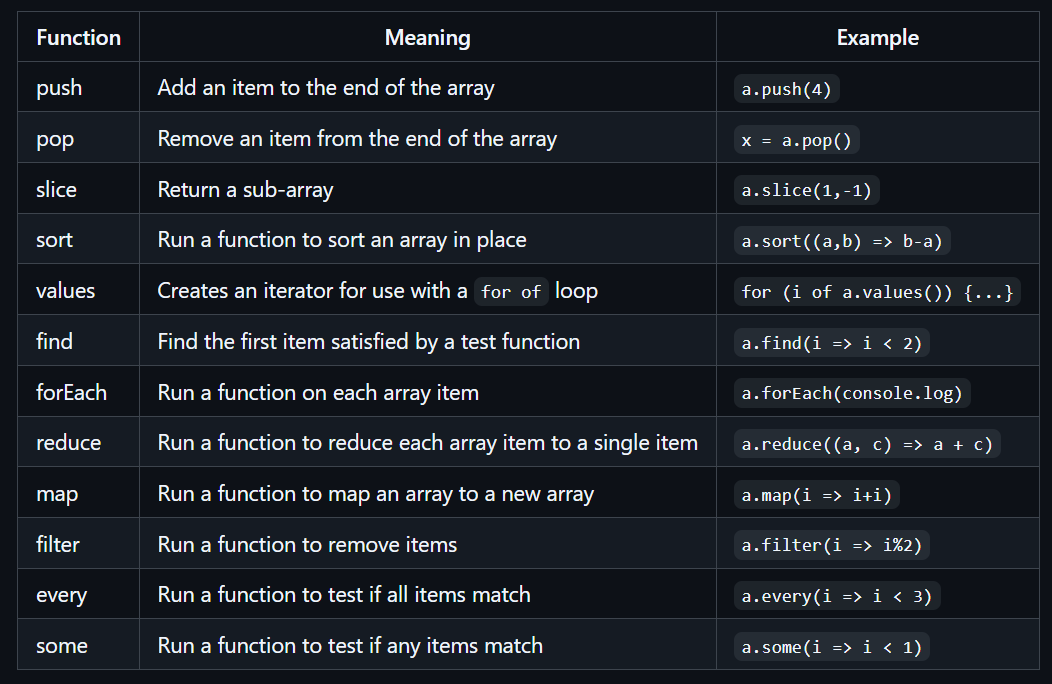 Function Meaning Example
push Add an item to the end of the array a.push(4)
pop Remove an item from the end of the array x = a.pop()
slice Return a sub-array a.slice(1,-1)
sort Run a function to sort an array in place a.sort((a,b) => b-a)
values Creates an iterator for use with a for of loop for (i of a.values()) {...}
find Find the first item satisfied by a test function a.find(i => i < 2)
forEach Run a function on each array item a.forEach(console.log)
reduce Run a function to reduce each array item to a single item a.reduce((a, c) => a + c)
map Run a function to map an array to a new array a.map(i => i+i)
filter Run a function to remove items a.filter(i => i%2)
every Run a function to test if all items match a.every(i => i < 3)
some Run a function to test if any items match a.some(i => i < 1)